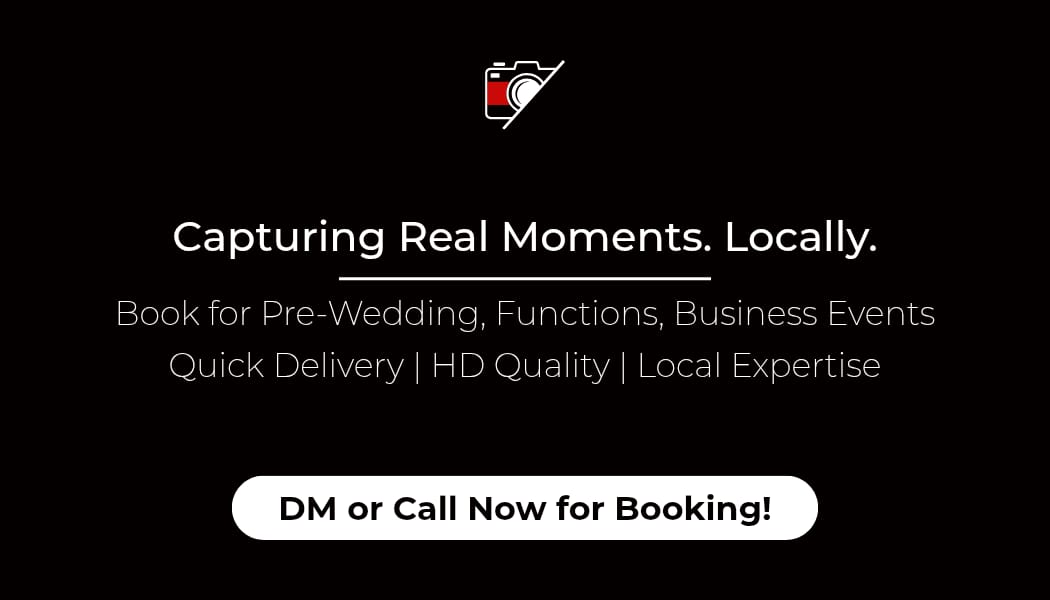 Capturing Real Moments. Locally.
Book for Pre-Wedding, Functions, Business Events
Quick Delivery | HD Quality | Local Expertise
DM or Call Now for Booking!